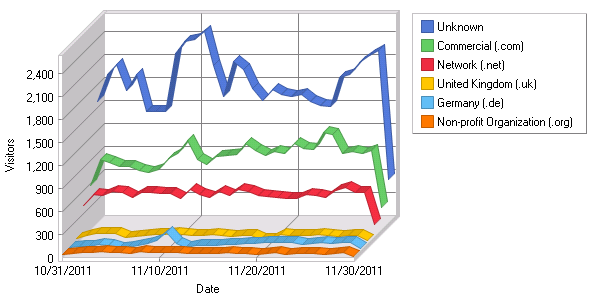 Unknown
Commercial (.com)
Network (.net)
United Kingdom (.uk)
Germany (.de)
Non-profit Organization (.org)
2,400
2,100
1,800
1,500
1,200
900
600
300
0
Visitors
10/31/2011 11/10/2011 11/20/2011 11/30/2011
Date